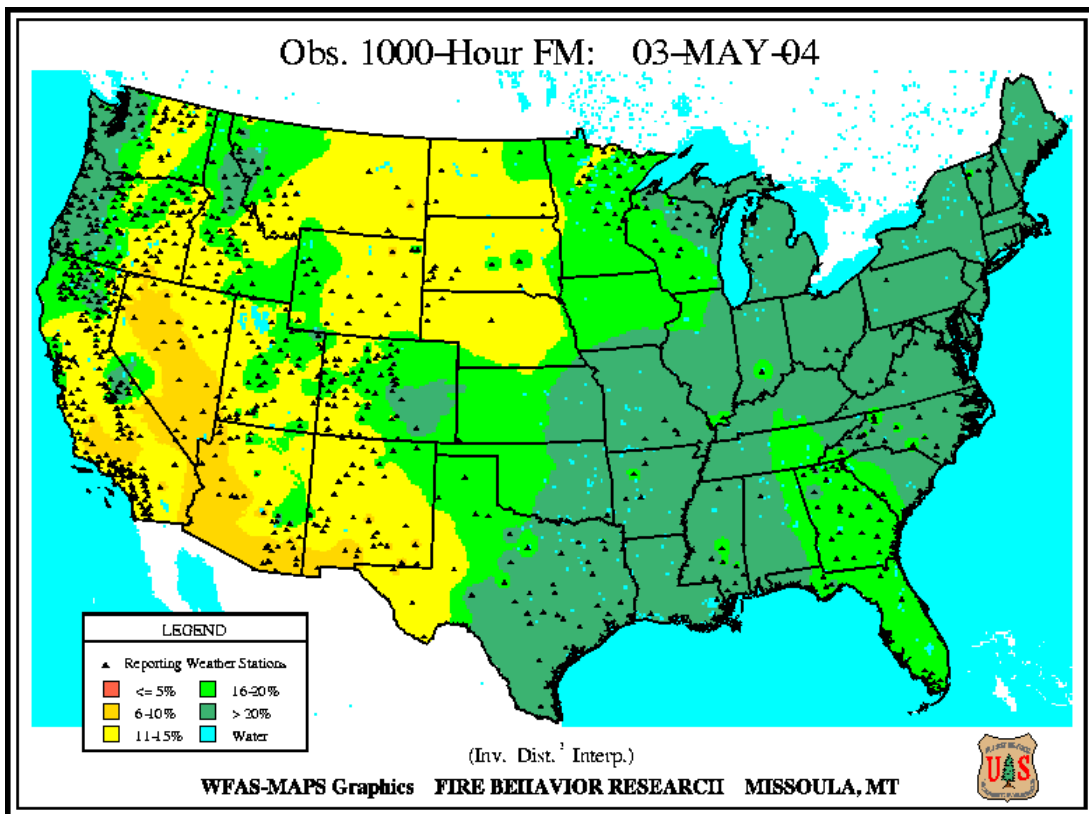 Obs. 1000-Hour FM: 03-MAY-04
LEGEND
Reporting Weather Stations
<= 5%
16-20%
6-10%
> 20%
11-15%
Water
(Inv. Dist.² Interp.)
WFAS-MAPS Graphics FIRE BEHAVIOR RESEARCH MISSOULA, MT
US